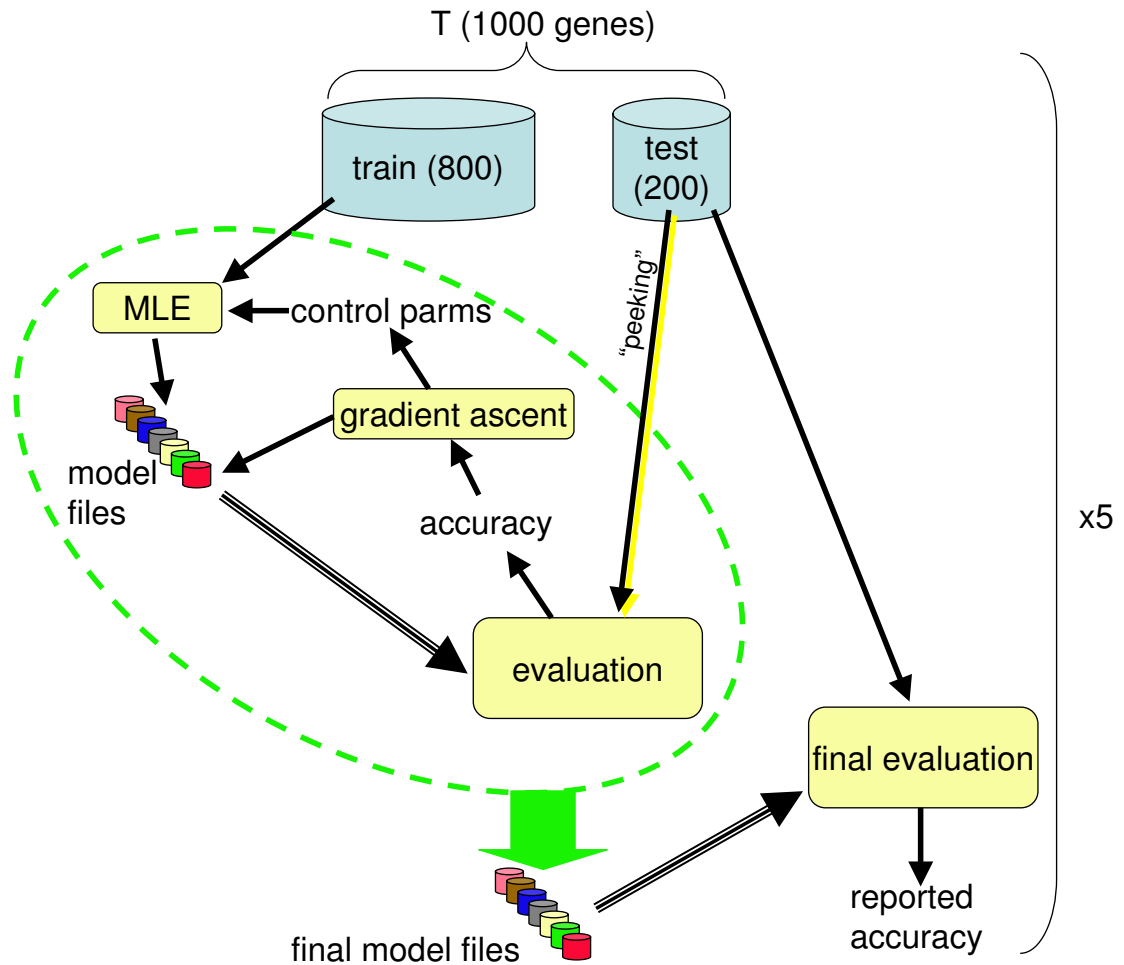 T (1000 genes)
train (800)
test
(200)
"peeking"
MLE
control parms
gradient ascent
model
files
accuracy
x5
evaluation
final evaluation
reported
accuracy
final model files